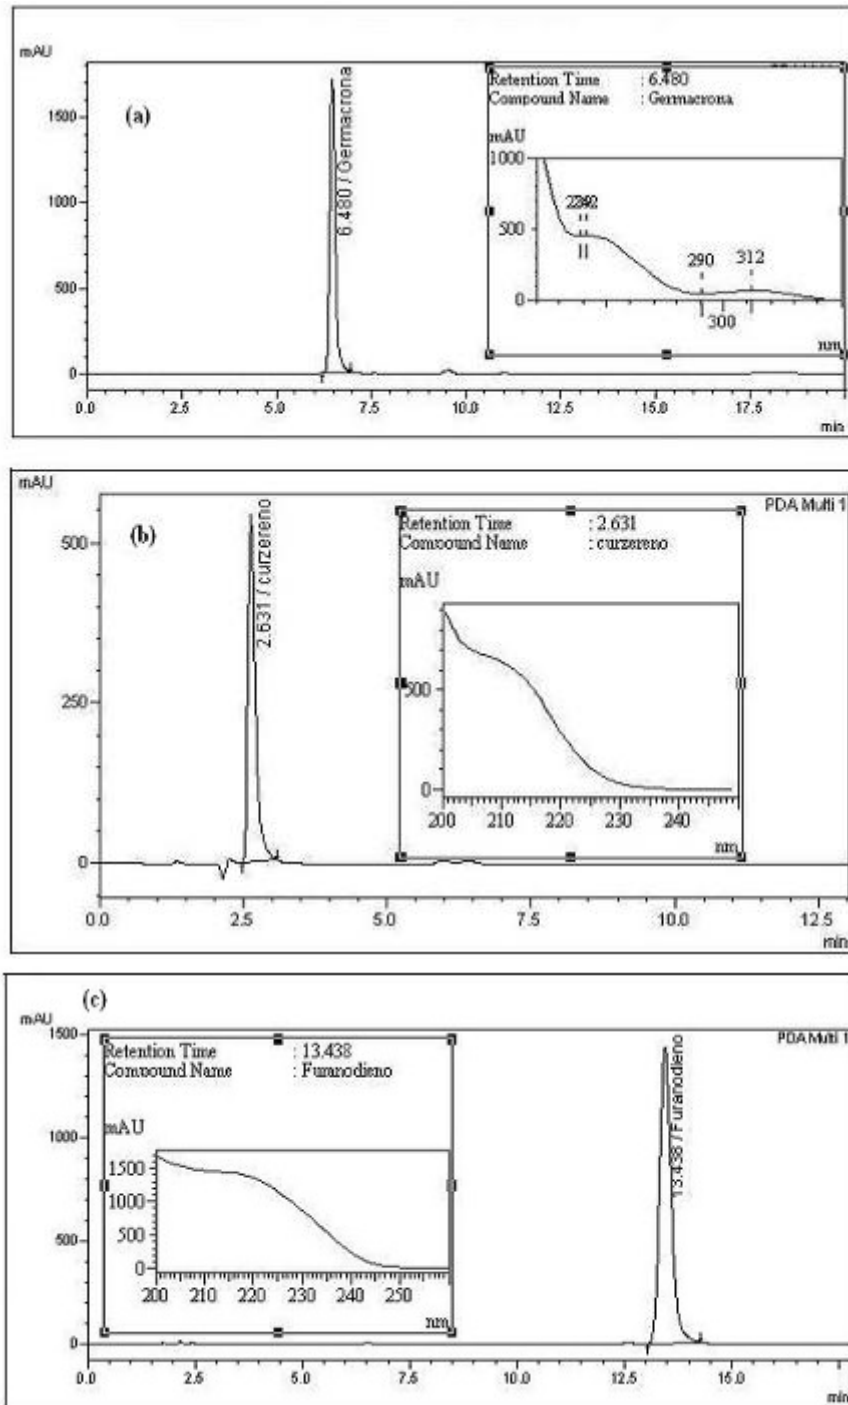 mAU
(a)
6.480 / Germacrona
Retention Time : 6.480
Compound Name : Germacrona
mAU
1000
500
0
290
312
300
nm
1500
1000
500
0
0.0 2.5 5.0 7.5 10.0 12.5 15.0 17.5
min
mAU
PDA Multi 1
(b)
2.631 / curzereno
Retention Time : 2.631
Compound Name : curzereno
mAU
500
0
200 210 220 230 240
nm
500
250
0
0.0 2.5 5.0 7.5 10.0 12.5
min
(c)
mAU
PDA Multi 1
13.438 / Furanodieno
Retention Time : 13.438
Compound Name : Furanodieno
mAU
1500
1000
500
0
200 210 220 230 240 250
nm
1500
1000
500
0
0.0 2.5 5.0 7.5 10.0 12.5 15.0
min